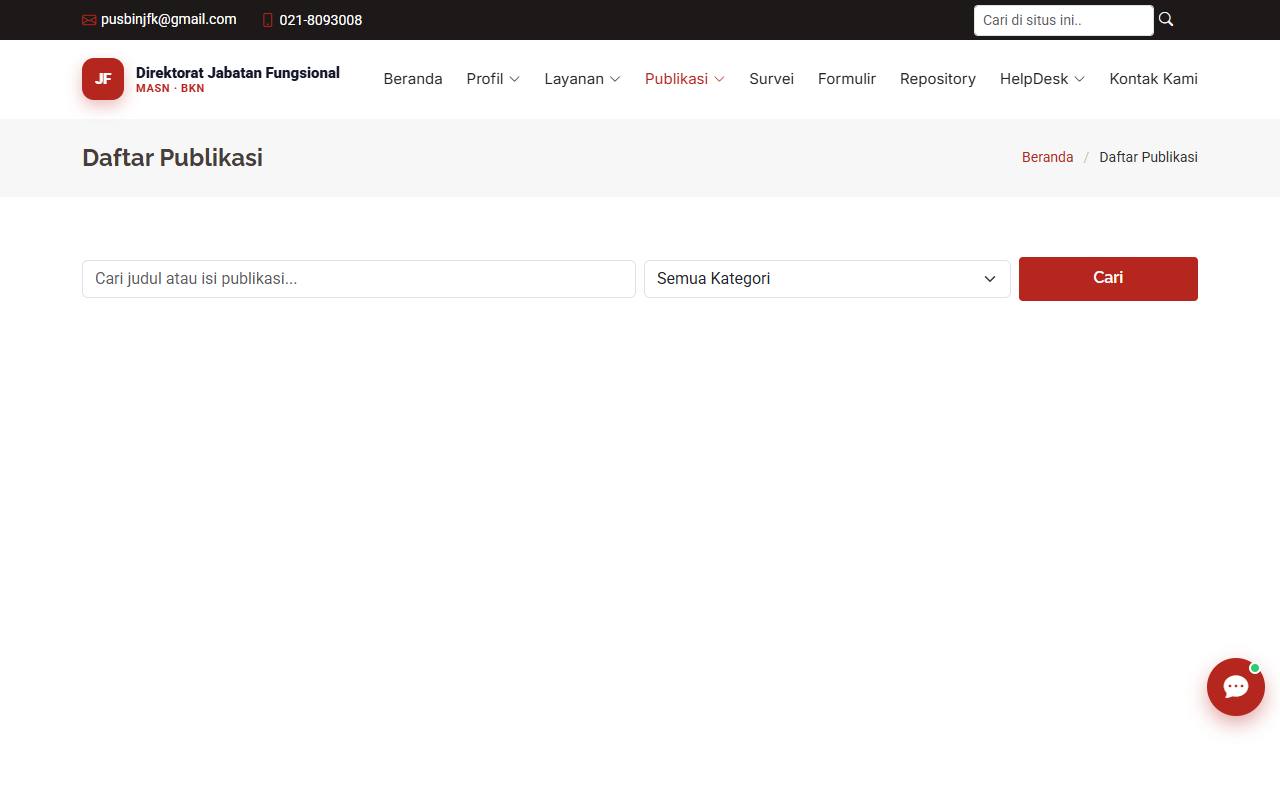 pusbinjfk@gmail.com
021-8093008
Cari di situs ini..
JF
Direktorat Jabatan Fungsional
MASN · BKN
Beranda
Profil
Layanan
Publikasi
Survei
Formulir
Repository
HelpDesk
Kontak Kami
Daftar Publikasi
Beranda / Daftar Publikasi
Cari judul atau isi publikasi...
Semua Kategori
Cari